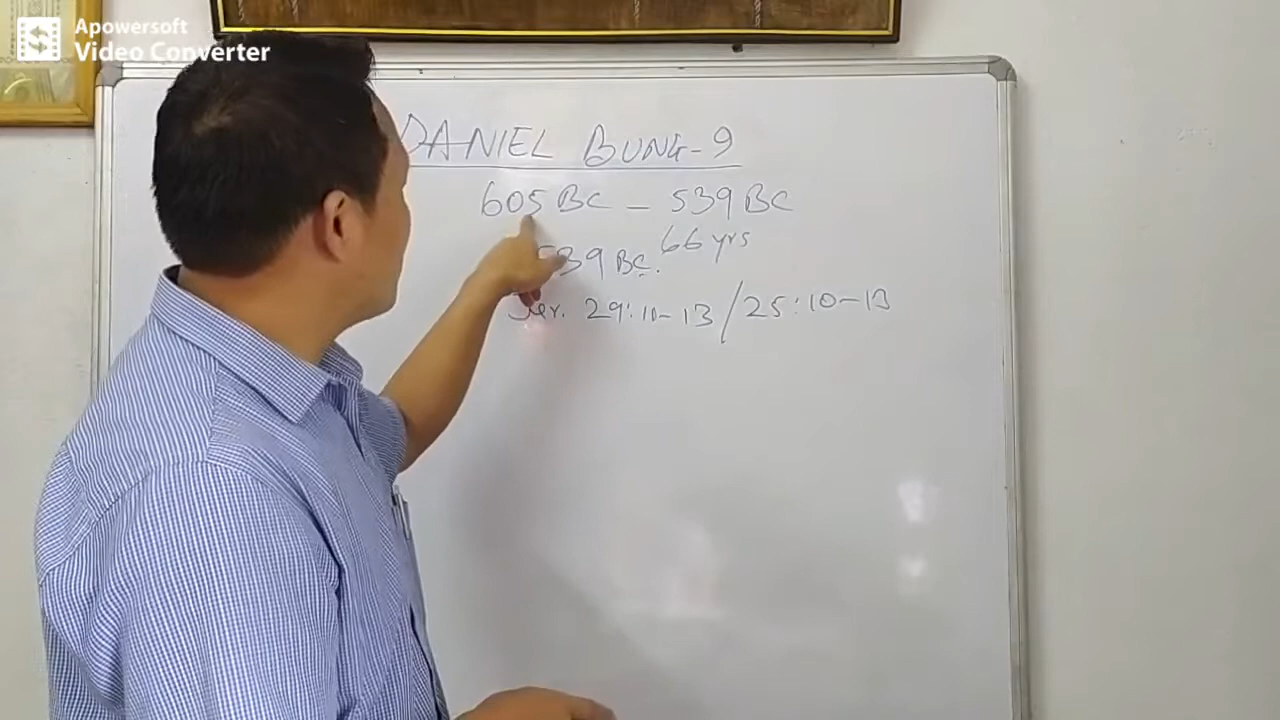 Apowersoft
Video Converter
DANIEL BUNG-9
605 BC - 539 BC
66 yrs
539 BC.
Jer. 29:10-13/25:10-13